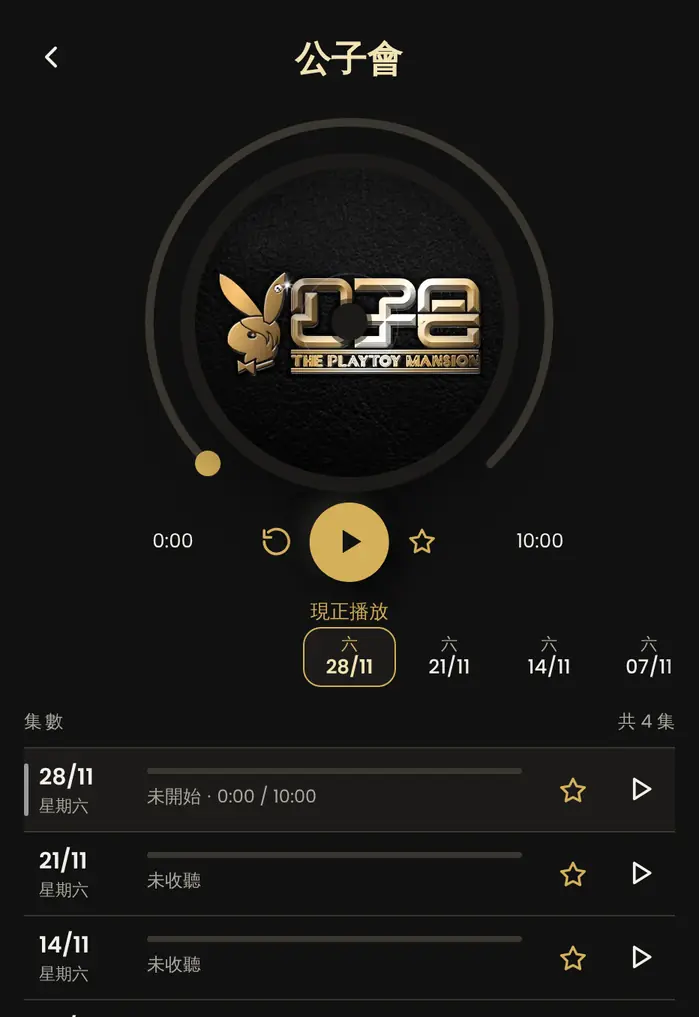 公子會
THE PLAYTOY MANSION
0:00
10:00
現正播放
六 六 六 六
28/11 21/11 14/11 07/11
集數 共 4 集
28/11
星期六
未開始 · 0:00 / 10:00
21/11
星期六
未收聽
14/11
星期六
未收聽